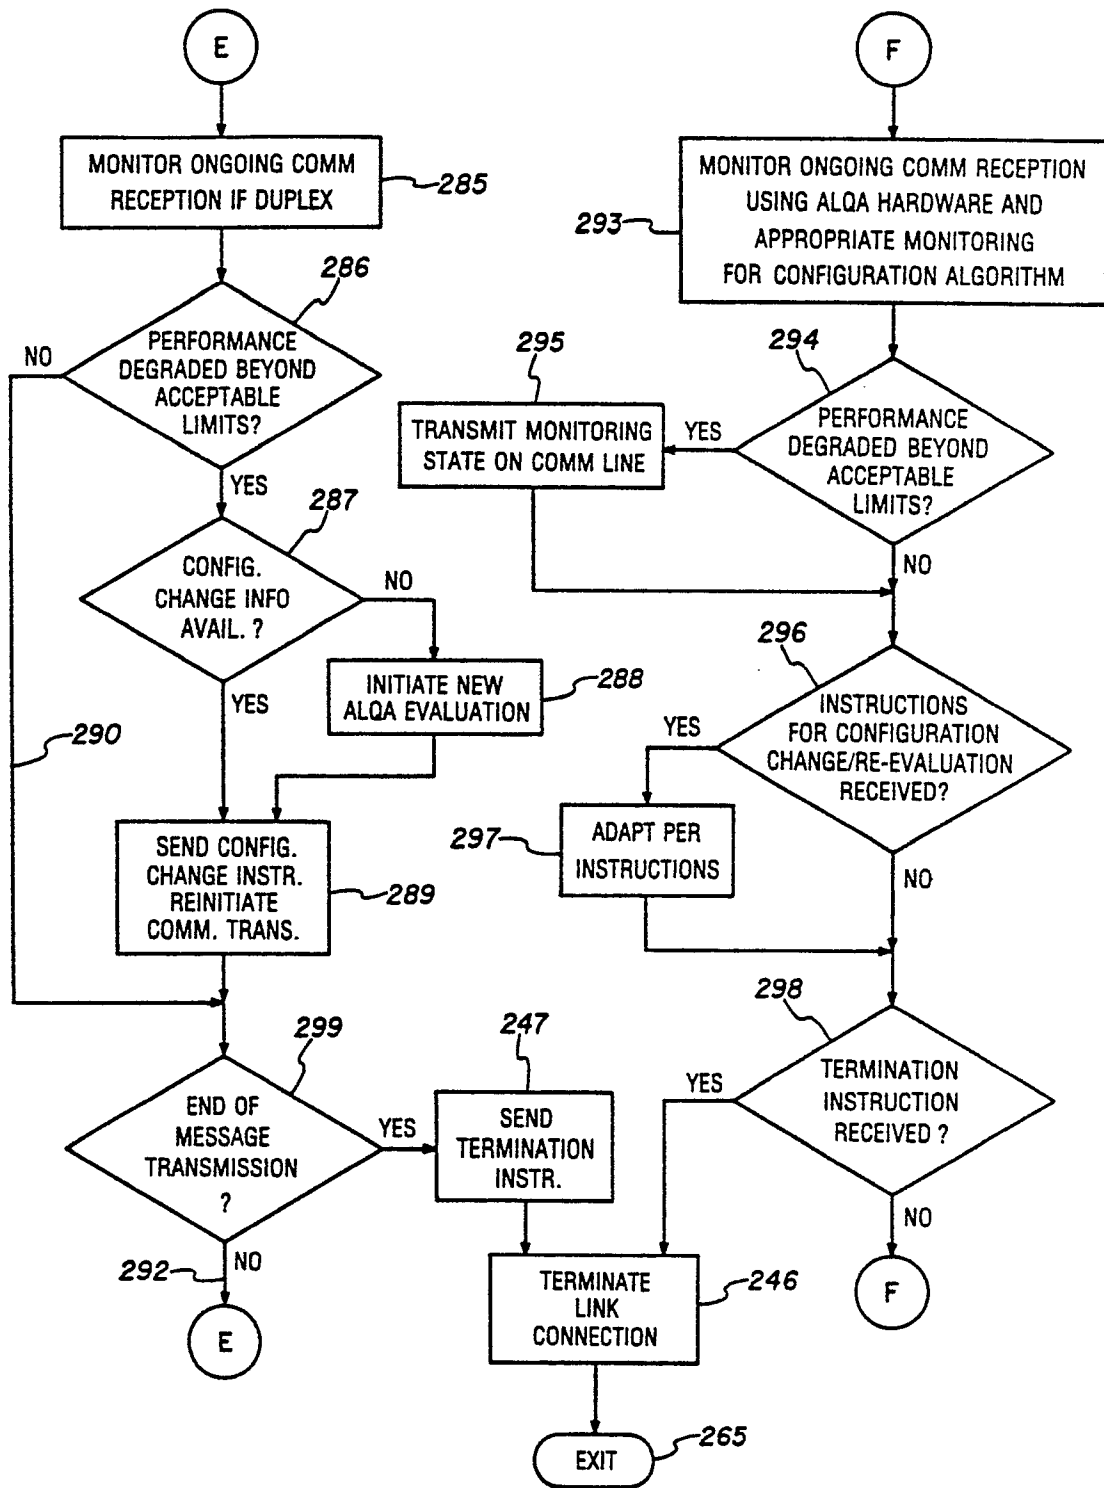 E
MONITOR ONGOING COMM
RECEPTION IF DUPLEX
285
286
PERFORMANCE
DEGRADED BEYOND
ACCEPTABLE
LIMITS?
NO
YES
287
CONFIG.
CHANGE INFO
AVAIL. ?
NO
YES
INITIATE NEW
ALQA EVALUATION
288
290
SEND CONFIG.
CHANGE INSTR.
REINITIATE
COMM. TRANS.
289
299
END OF
MESSAGE
TRANSMISSION
?
YES
247
SEND
TERMINATION
INSTR.
292
NO
E
F
MONITOR ONGOING COMM RECEPTION
USING ALQA HARDWARE AND
APPROPRIATE MONITORING
FOR CONFIGURATION ALGORITHM
293
294
PERFORMANCE
DEGRADED BEYOND
ACCEPTABLE
LIMITS?
YES
295
TRANSMIT MONITORING
STATE ON COMM LINE
NO
296
INSTRUCTIONS
FOR CONFIGURATION
CHANGE/RE-EVALUATION
RECEIVED?
YES
297
ADAPT PER
INSTRUCTIONS
NO
298
TERMINATION
INSTRUCTION
RECEIVED ?
YES
NO
F
TERMINATE
LINK
CONNECTION
246
EXIT
265